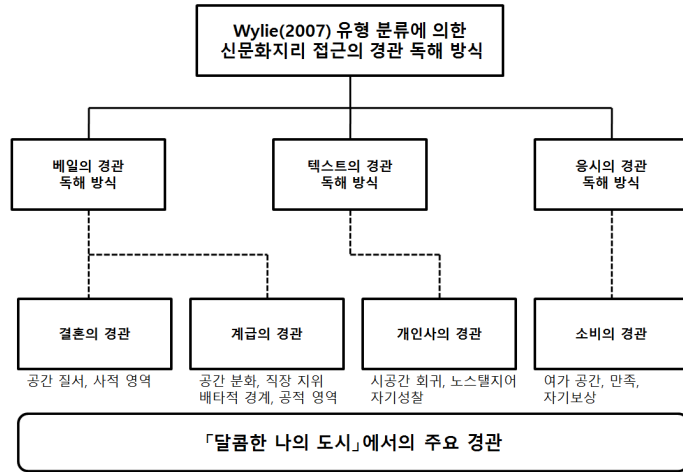 Wylie(2007) 유형 분류에 의한
신문화지리 접근의 경관 독해 방식
베일의 경관
독해 방식
텍스트의 경관
독해 방식
응시의 경관
독해 방식
결혼의 경관
계급의 경관
개인사의 경관
소비의 경관
공간 질서, 사적 영역
공간 분화, 직장 지위
배타적 경계, 공적 영역
시공간 회귀, 노스탤지어
자기성찰
여가 공간, 만족,
자기보상
「달콤한 나의 도시」에서의 주요 경관